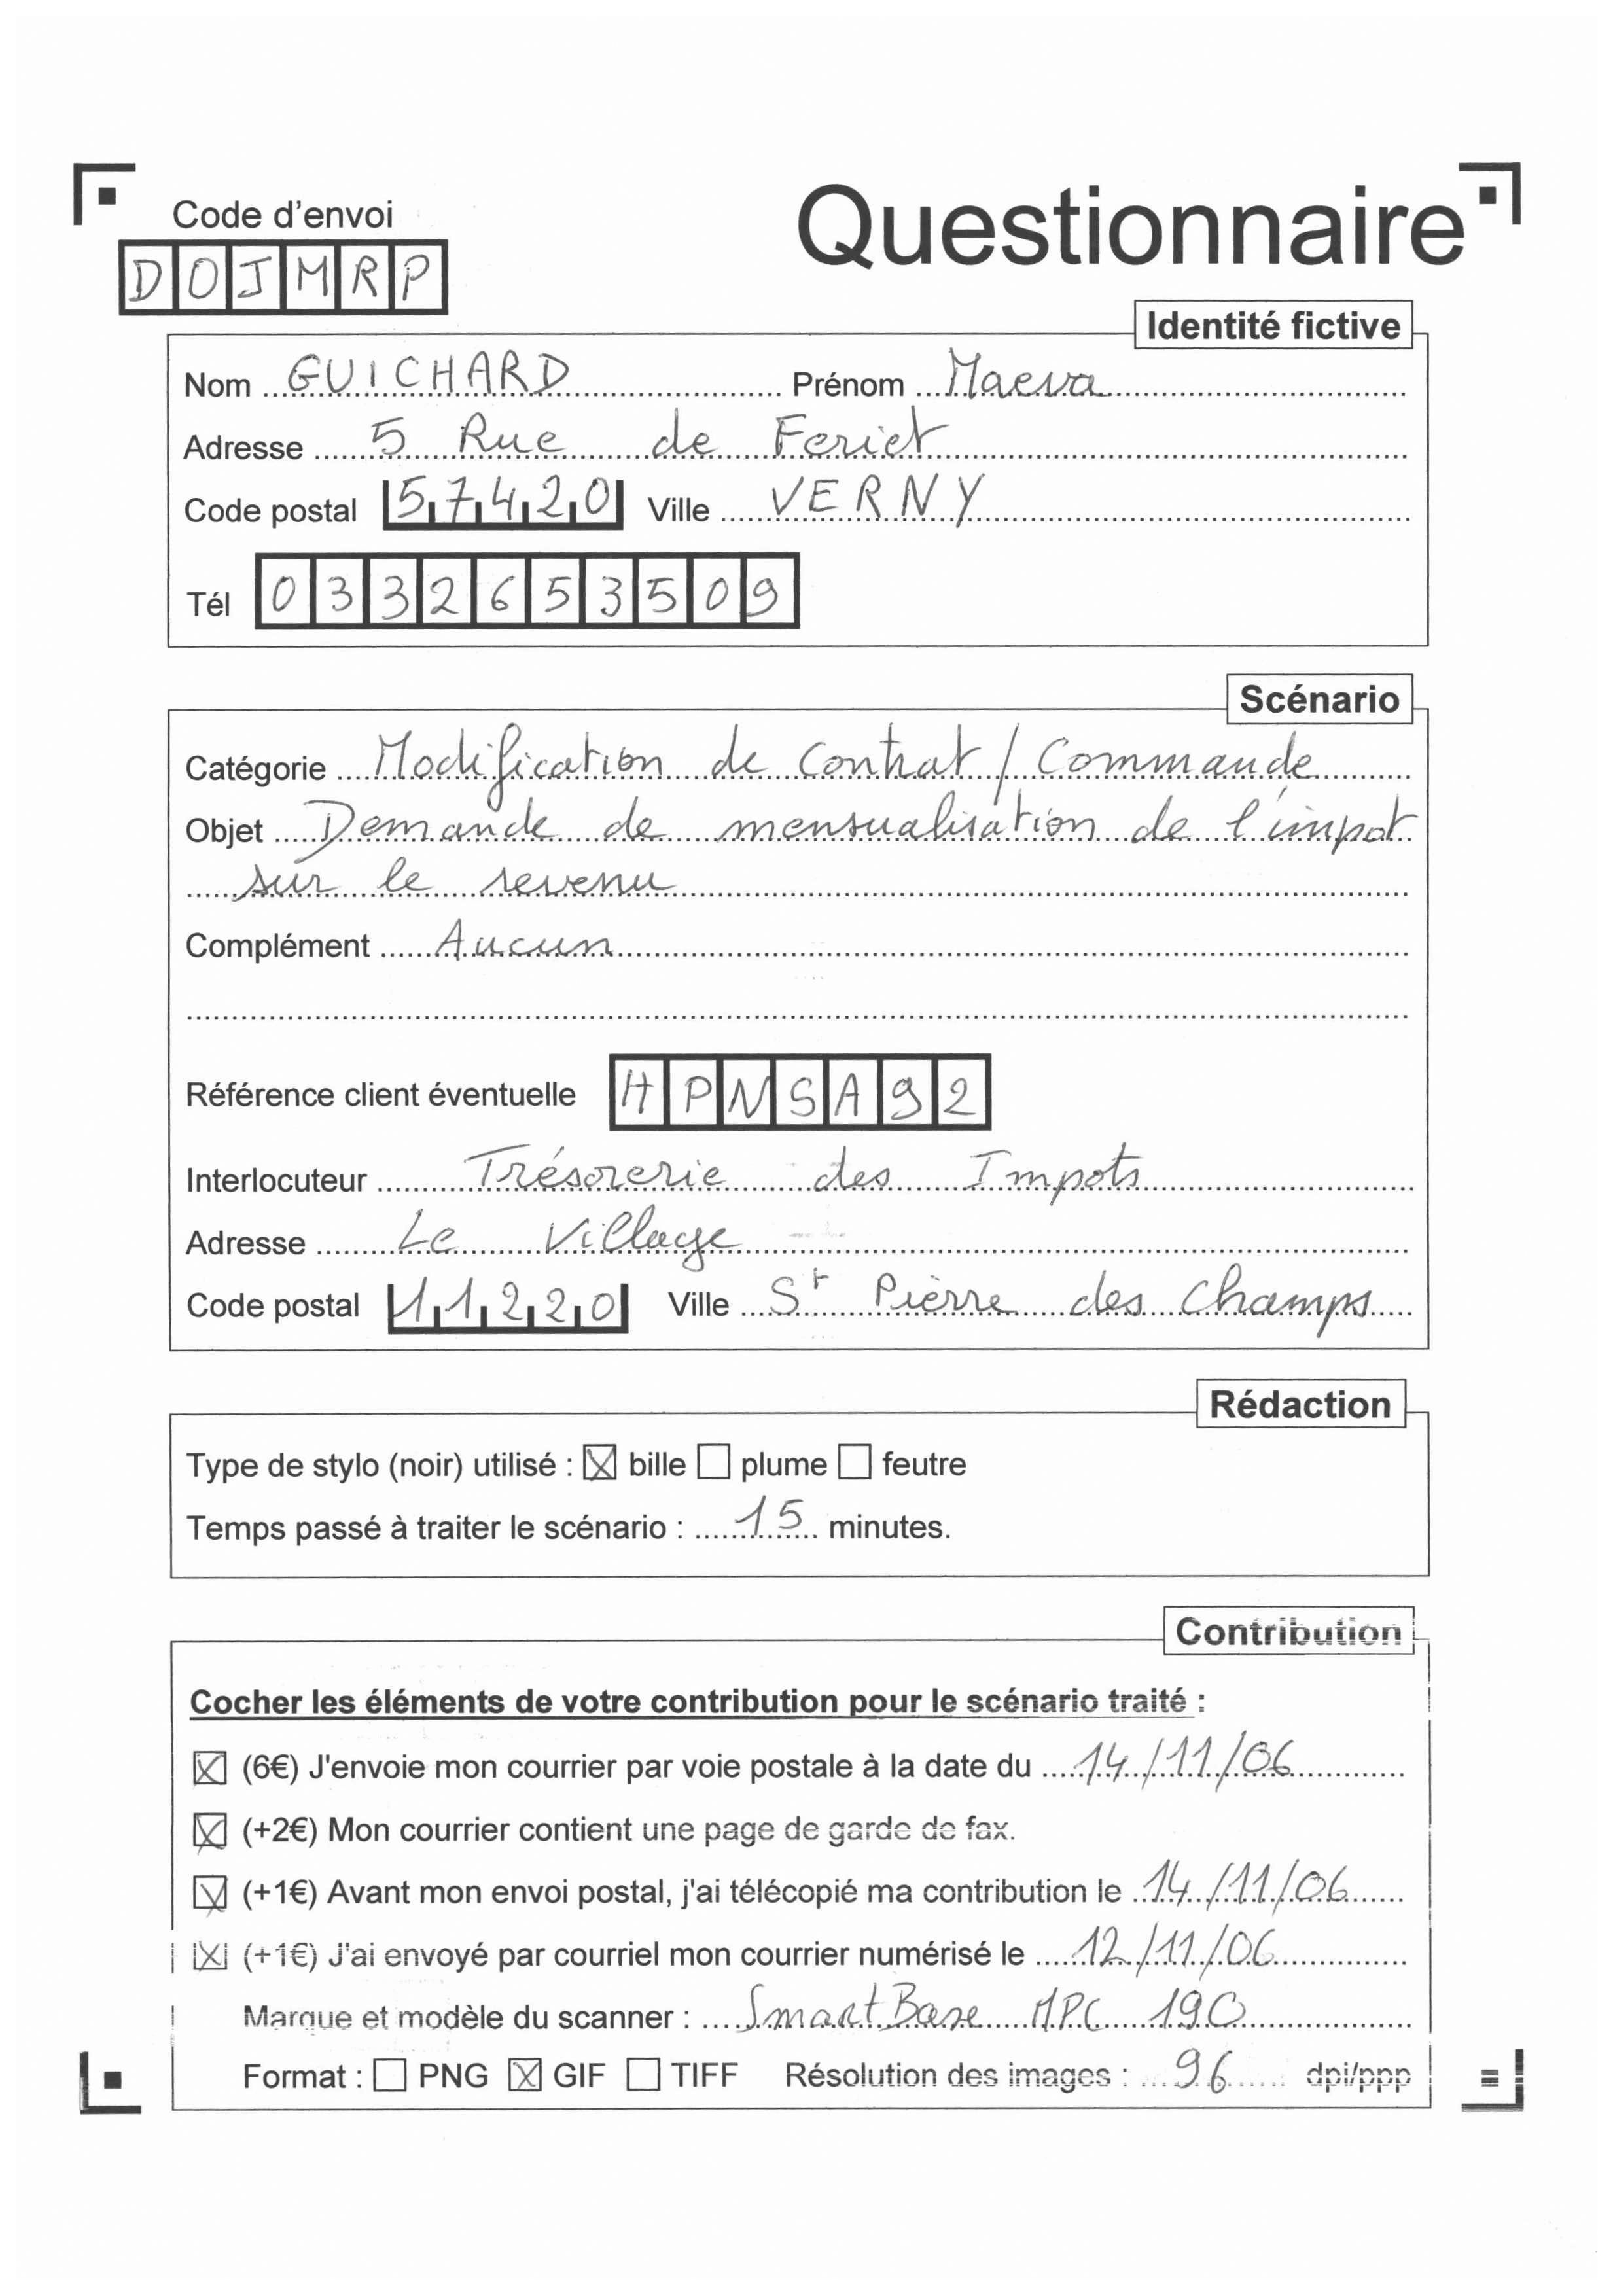 Code d'envoi
Questionnaire
DOJMRP
Identité fictive
Nom GUICHARD Prénom Maeva
Adresse 5 Rue de Feriet
Code postal 57420 Ville VERNY
Tél 0332653509
Scénario
Catégorie Modification de contrat / Commande
Objet Demande de mensualisation de l'impot
sur le revenu
Complément Aucun
Référence client éventuelle HPNSA92
Interlocuteur Trésorerie des Impots
Adresse Le Village
Code postal 11220 Ville St Pierre des Champs
Rédaction
Type de stylo (noir) utilisé : ☒ bille ☐ plume ☐ feutre
Temps passé à traiter le scénario : 15 minutes.
Contribution
Cocher les éléments de votre contribution pour le scénario traité :
☒ (6€) J'envoie mon courrier par voie postale à la date du 14/11/06
☒ (+2€) Mon courrier contient une page de garde de fax.
☒ (+1€) Avant mon envoi postal, j'ai télécopié ma contribution le 14/11/06
☒ (+1€) J'ai envoyé par courriel mon courrier numérisé le 12/11/06
Marque et modèle du scanner : SmartBase MPC 190
Format : ☐ PNG ☒ GIF ☐ TIFF Résolution des images : 96 dpi/ppp